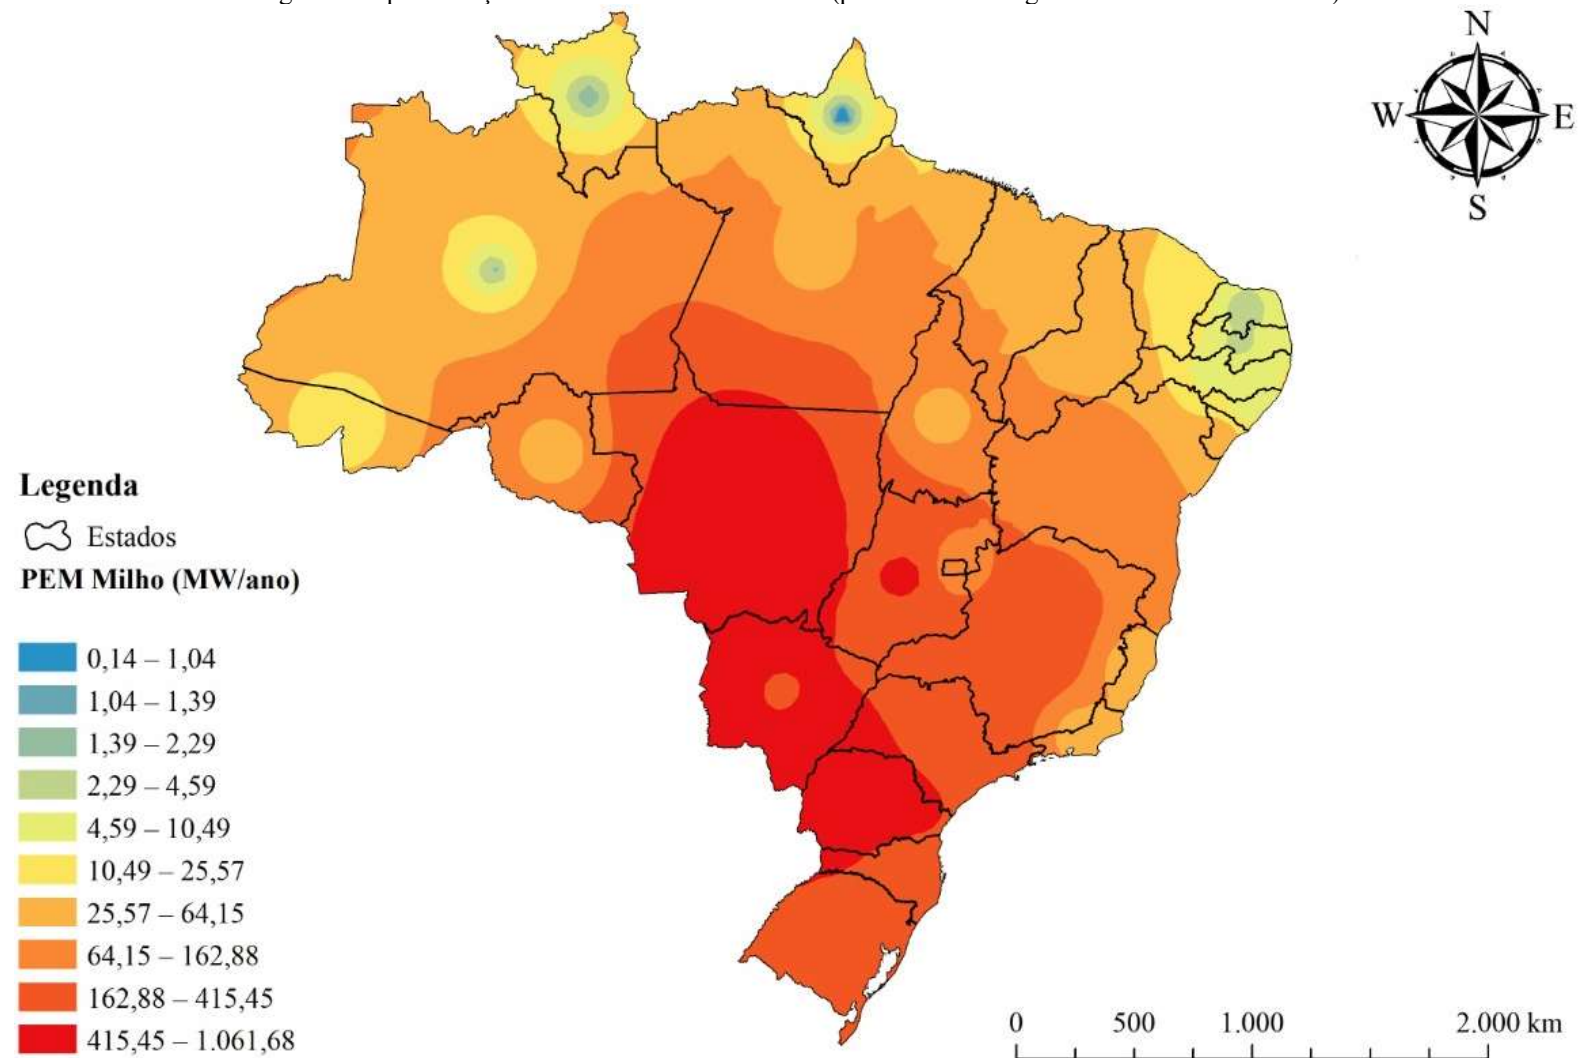 N
W E
S
Legenda
Estados
PEM Milho (MW/ano)
0,14 – 1,04
1,04 – 1,39
1,39 – 2,29
2,29 – 4,59
4,59 – 10,49
10,49 – 25,57
25,57 – 64,15
64,15 – 162,88
162,88 – 415,45
415,45 – 1.061,68
0 500 1.000 2.000 km